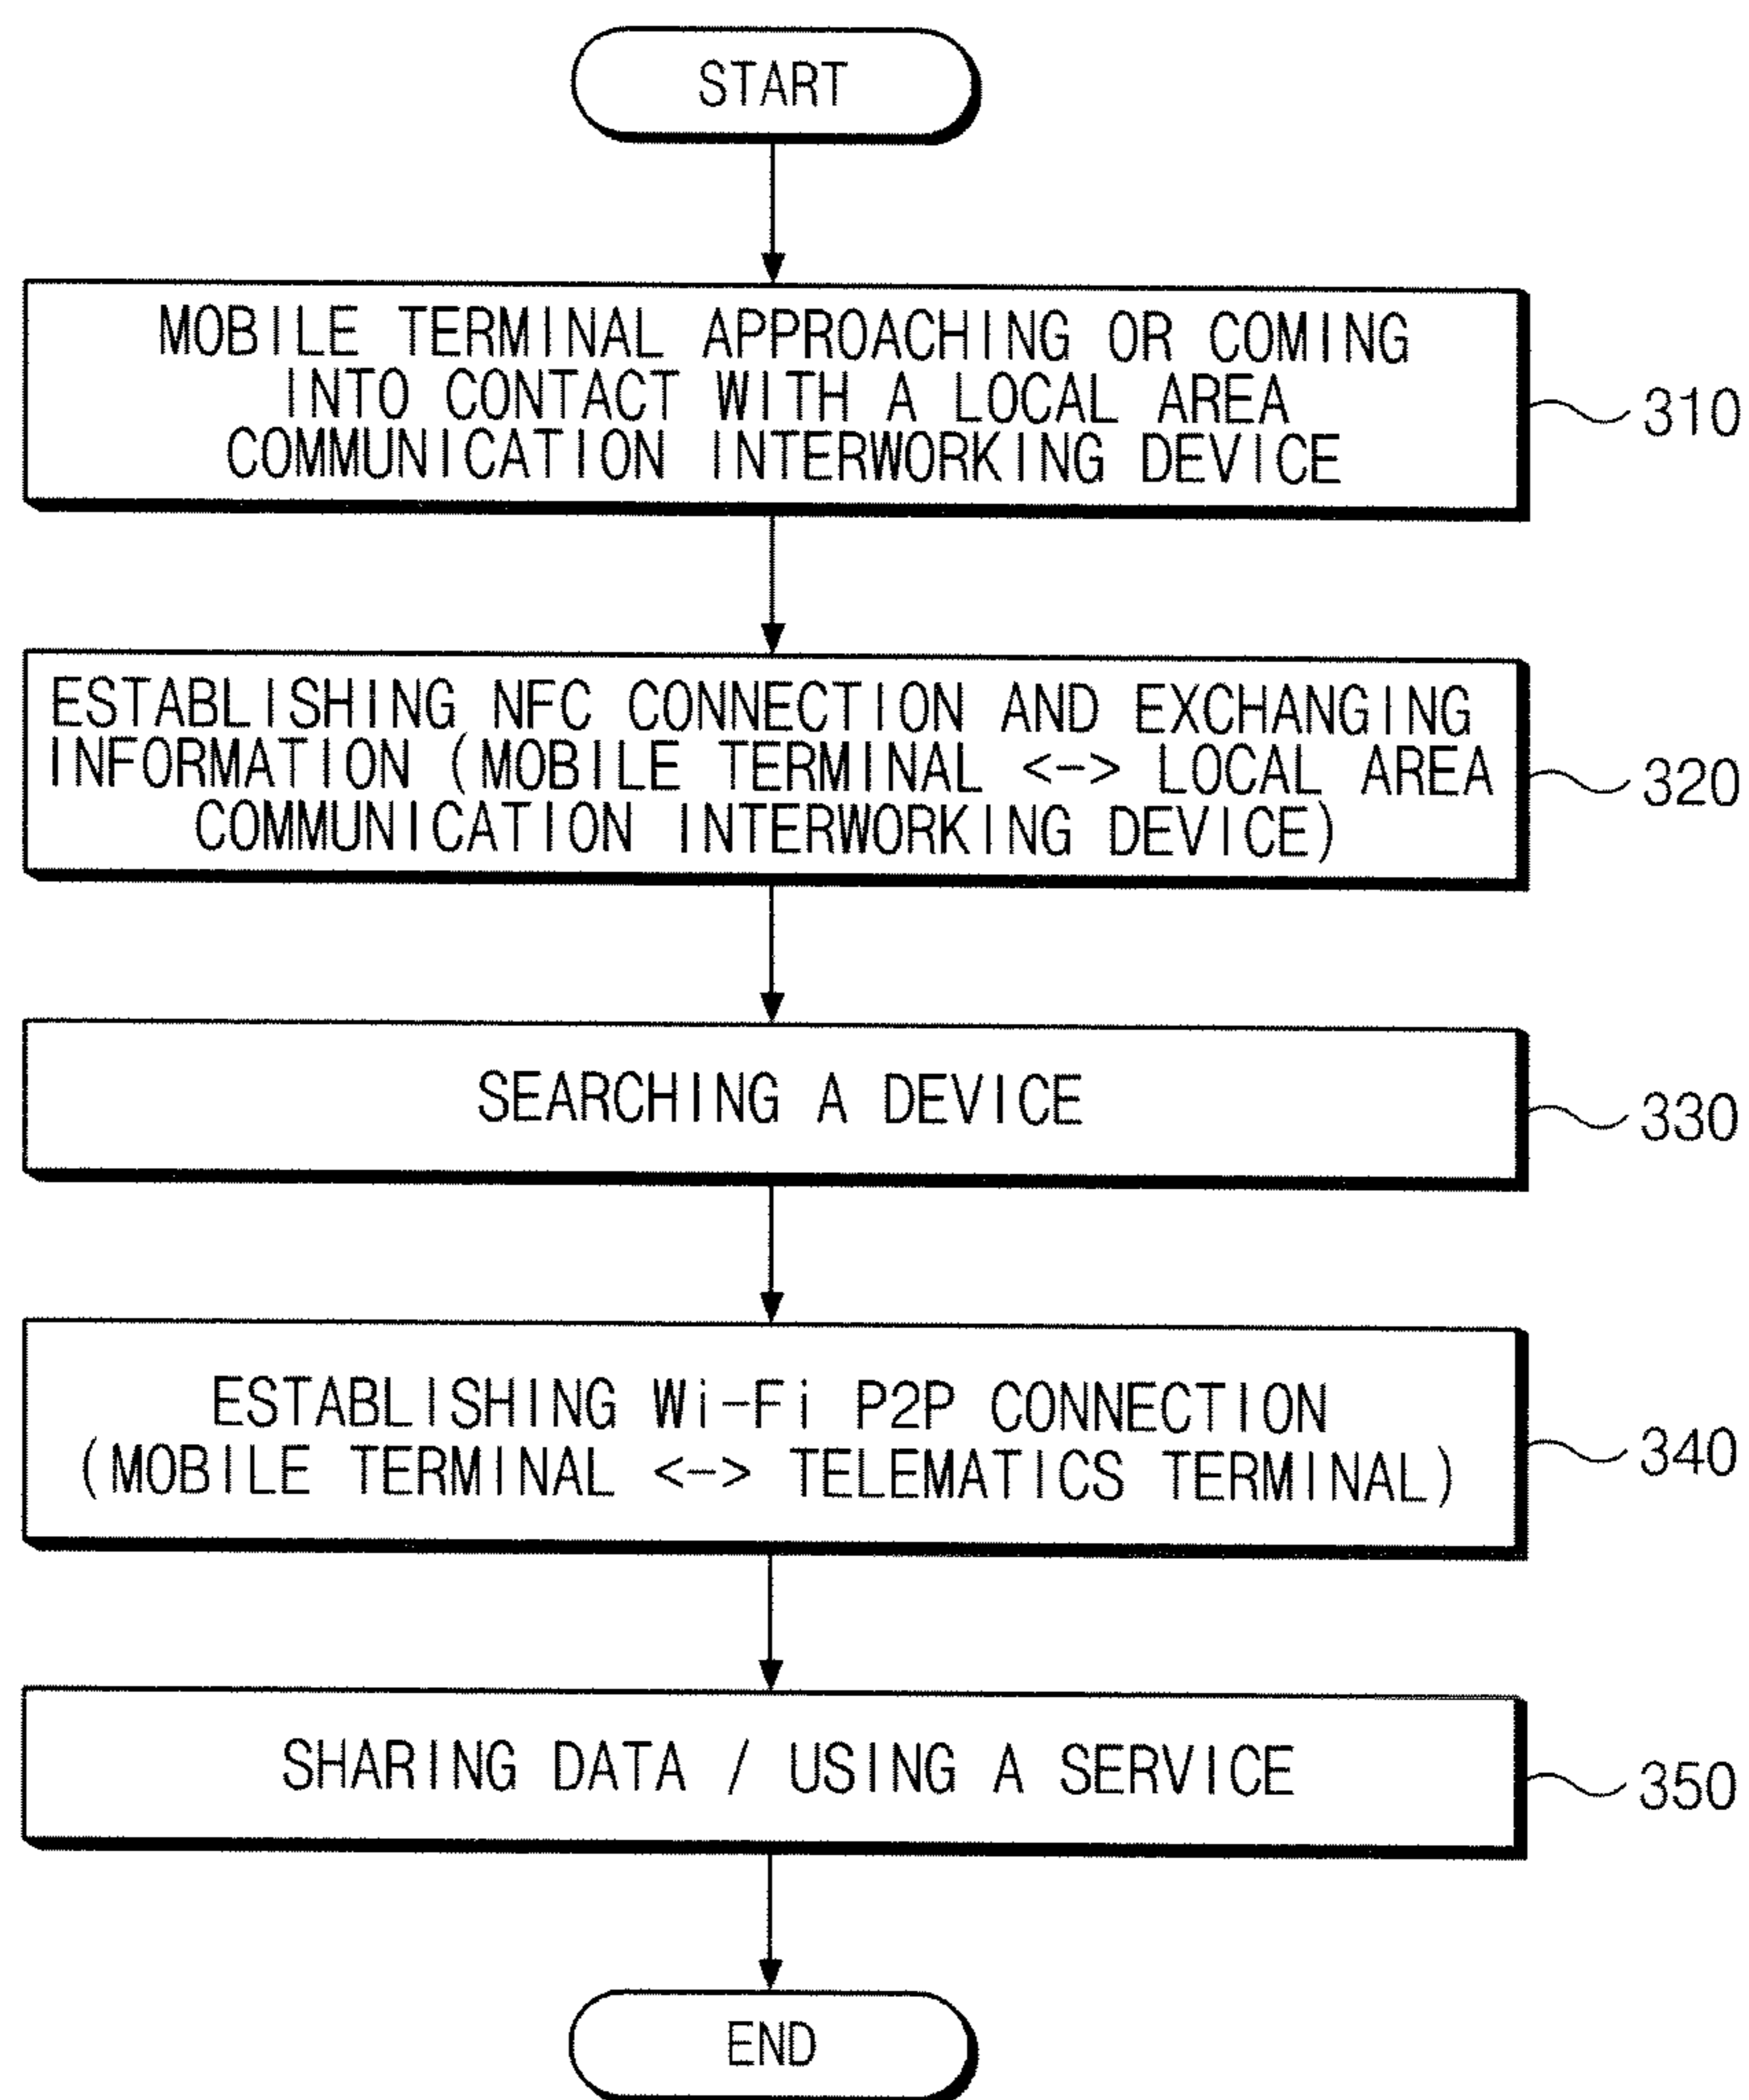 START
MOBILE TERMINAL APPROACHING OR COMING
INTO CONTACT WITH A LOCAL AREA
COMMUNICATION INTERWORKING DEVICE
310
ESTABLISHING NFC CONNECTION AND EXCHANGING
INFORMATION (MOBILE TERMINAL <-> LOCAL AREA
COMMUNICATION INTERWORKING DEVICE)
320
SEARCHING A DEVICE
330
ESTABLISHING Wi-Fi P2P CONNECTION
(MOBILE TERMINAL <-> TELEMATICS TERMINAL)
340
SHARING DATA / USING A SERVICE
350
END